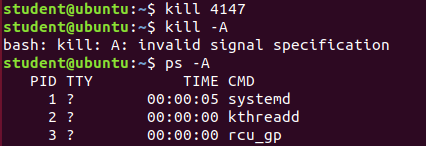 student@ubuntu:~$ kill 4147
student@ubuntu:~$ kill -A
bash: kill: A: invalid signal specification
student@ubuntu:~$ ps -A
PID TTY TIME CMD
1 ? 00:00:05 systemd
2 ? 00:00:00 kthreadd
3 ? 00:00:00 rcu_gp